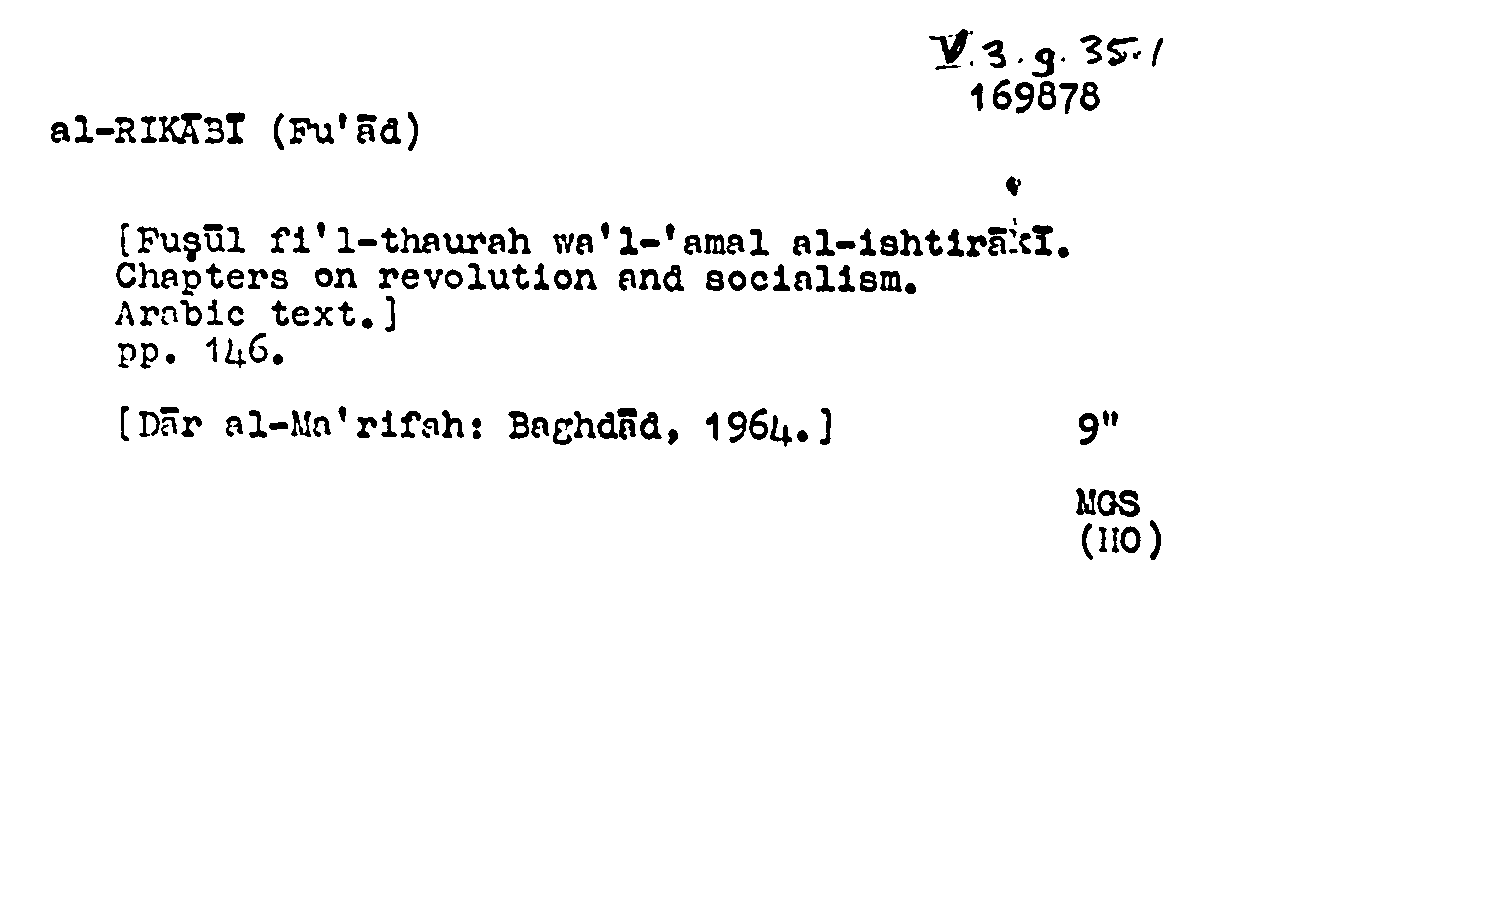 V.3.g.35.1
169878
al-RIKĀBĪ (Fu'ād)
[Fuṣūl fi'l-thaurah wa'l-'amal al-ishtirākī.
Chapters on revolution and socialism.
Arabic text.]
pp. 146.
[Dār al-Ma'rifah: Baghdād, 1964.] 9"
MGS
(HO)